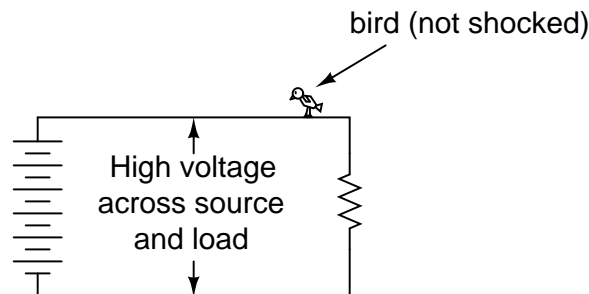 bird (not shocked)
High voltage
across source
and load